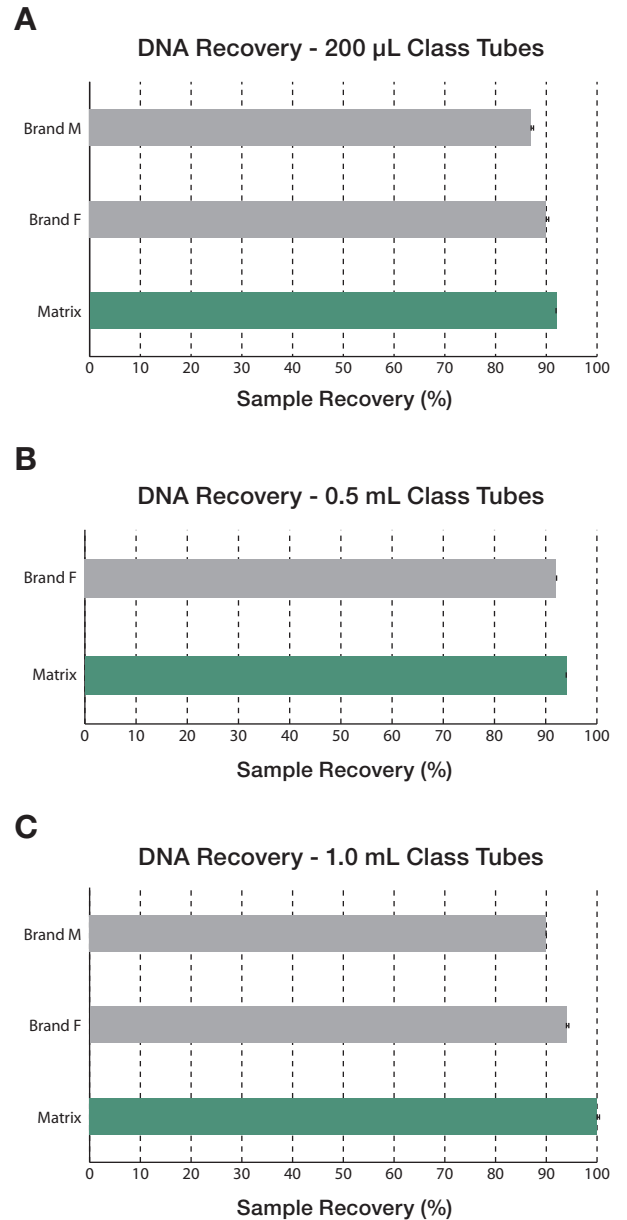 A
DNA Recovery - 200 µL Class Tubes
Brand M
Brand F
Matrix
0 10 20 30 40 50 60 70 80 90 100
Sample Recovery (%)
B
DNA Recovery - 0.5 mL Class Tubes
Brand F
Matrix
0 10 20 30 40 50 60 70 80 90 100
Sample Recovery (%)
C
DNA Recovery - 1.0 mL Class Tubes
Brand M
Brand F
Matrix
0 10 20 30 40 50 60 70 80 90 100
Sample Recovery (%)